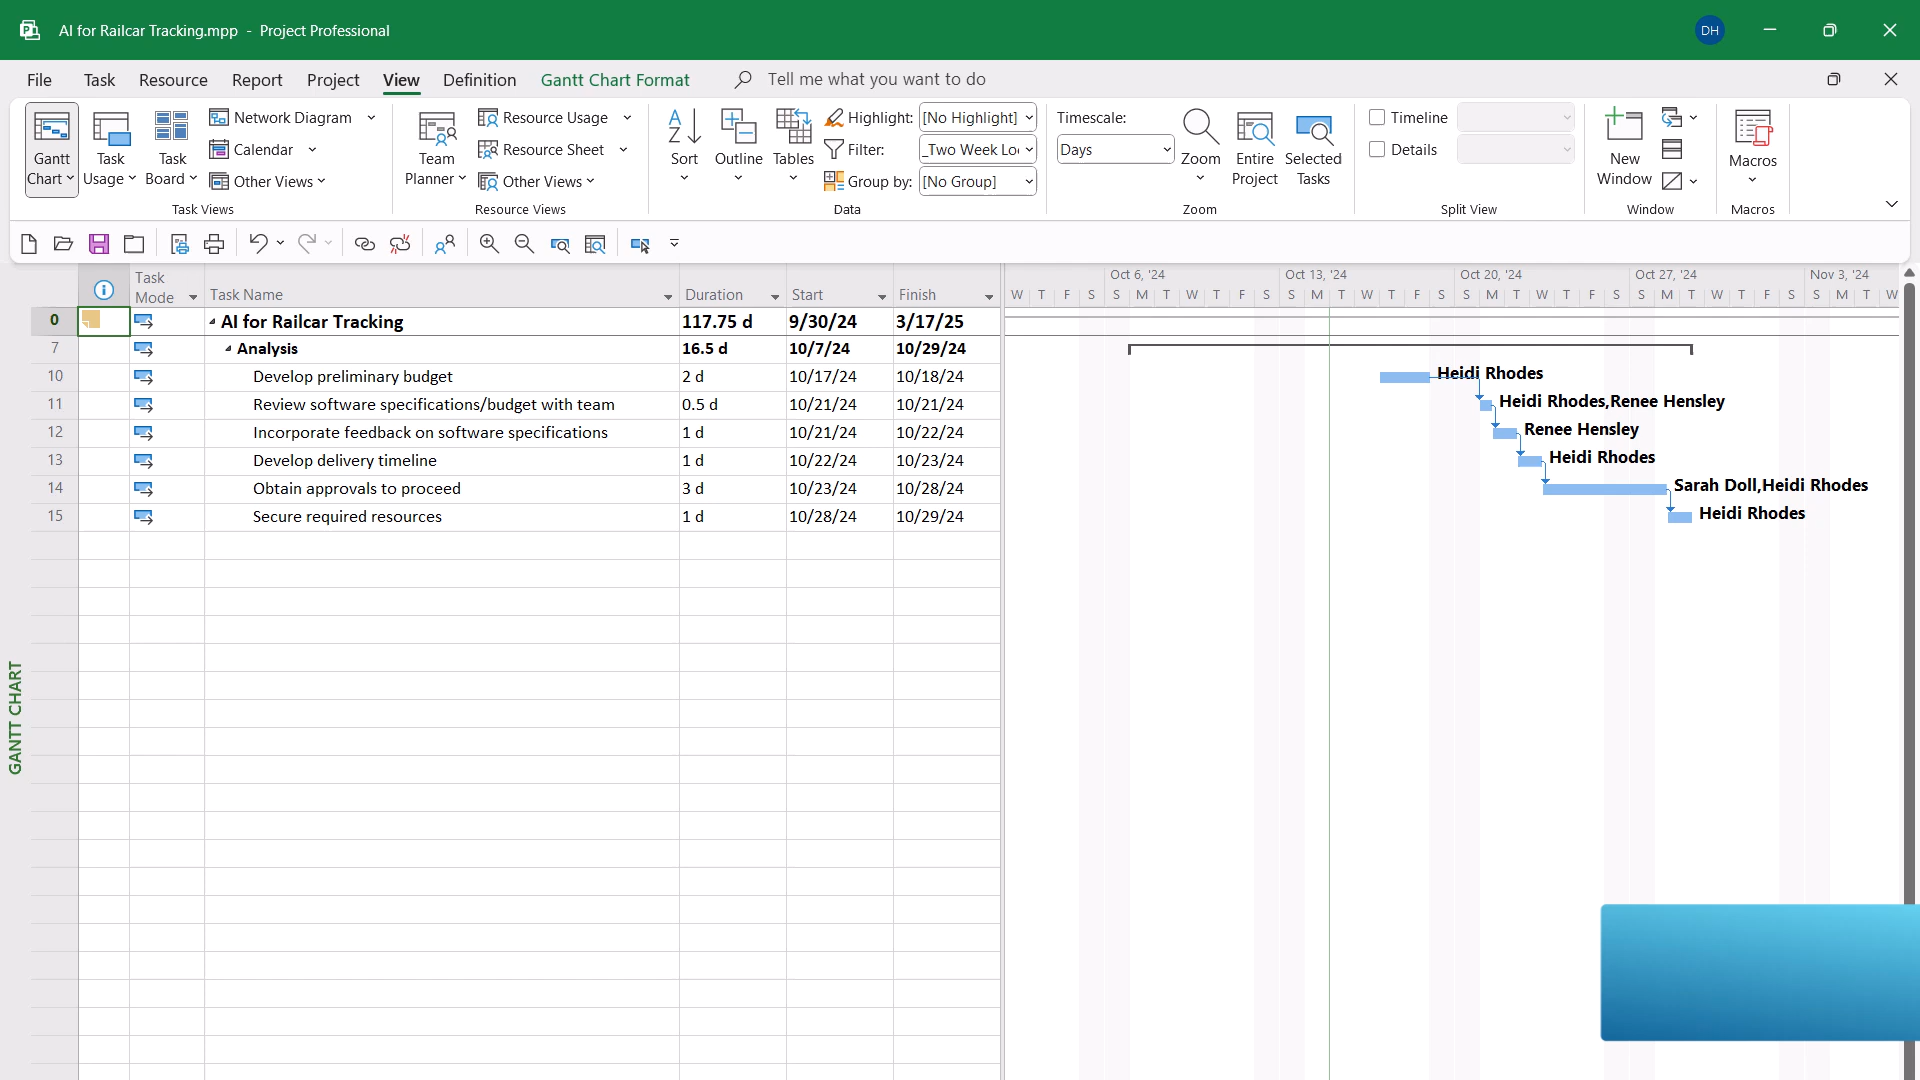 AI for Railcar Tracking.mpp - Project Professional
DH
File Task Resource Report Project View Definition Gantt Chart Format Tell me what you want to do
Gantt Chart
Task Usage
Task Board
Network Diagram
Calendar
Other Views
Task Views
Team Planner
Resource Usage
Resource Sheet
Other Views
Resource Views
Sort
Outline
Tables
Highlight: [No Highlight]
Filter: _Two Week Lo
Group by: [No Group]
Data
Timescale:
Days
Zoom
Entire Project
Selected Tasks
Zoom
Timeline
Details
Split View
New Window
Window
Macros
Macros
Task Mode Task Name Duration Start Finish
Oct 6, '24 Oct 13, '24 Oct 20, '24 Oct 27, '24 Nov 3, '24
W T F S S M T W T F S S M T W T F S S M T W T F S S M T W T F S S M T W
0 AI for Railcar Tracking 117.75 d 9/30/24 3/17/25
7 Analysis 16.5 d 10/7/24 10/29/24
10 Develop preliminary budget 2 d 10/17/24 10/18/24 Heidi Rhodes
11 Review software specifications/budget with team 0.5 d 10/21/24 10/21/24 Heidi Rhodes,Renee Hensley
12 Incorporate feedback on software specifications 1 d 10/21/24 10/22/24 Renee Hensley
13 Develop delivery timeline 1 d 10/22/24 10/23/24 Heidi Rhodes
14 Obtain approvals to proceed 3 d 10/23/24 10/28/24 Sarah Doll,Heidi Rhodes
15 Secure required resources 1 d 10/28/24 10/29/24 Heidi Rhodes
GANTT CHART